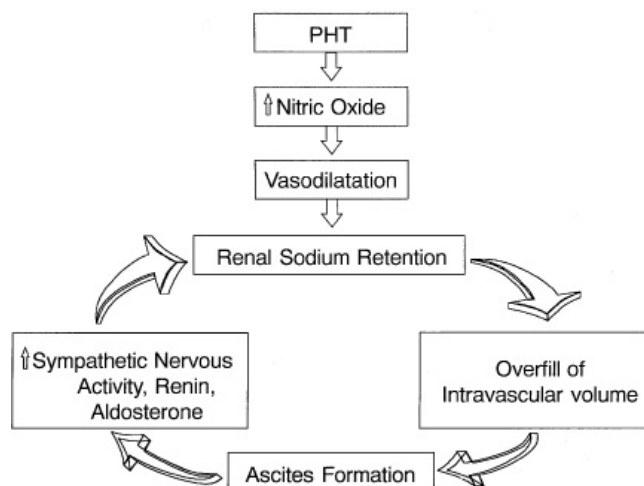 PHT
⇧Nitric Oxide
Vasodilatation
Renal Sodium Retention
⇧Sympathetic Nervous
Activity, Renin,
Aldosterone
Overfill of
Intravascular volume
Ascites Formation